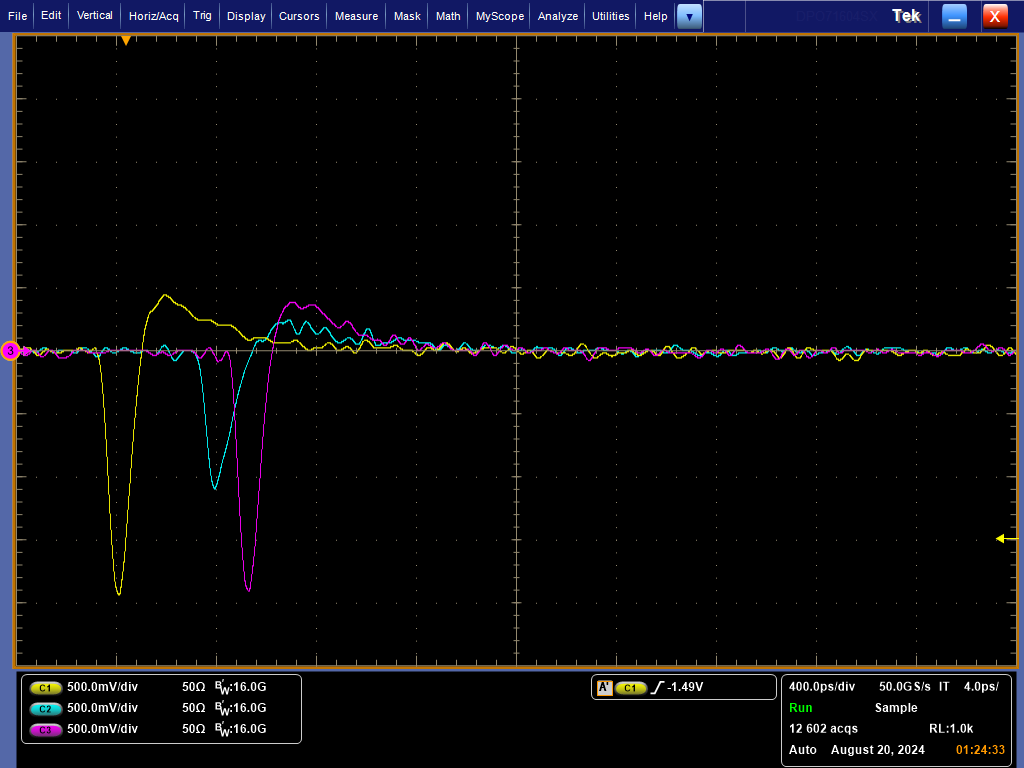 File Edit Vertical Horiz/Acq Trig Display Cursors Measure Mask Math MyScope Analyze Utilities Help ▼ Tek X
3
C1 500.0mV/div 50Ω BW:16.0G
C2 500.0mV/div 50Ω BW:16.0G
C3 500.0mV/div 50Ω BW:16.0G
A' C1 -1.49V
400.0ps/div 50.0GS/s IT 4.0ps/
Run Sample
12 602 acqs RL:1.0k
Auto August 20, 2024 01:24:33